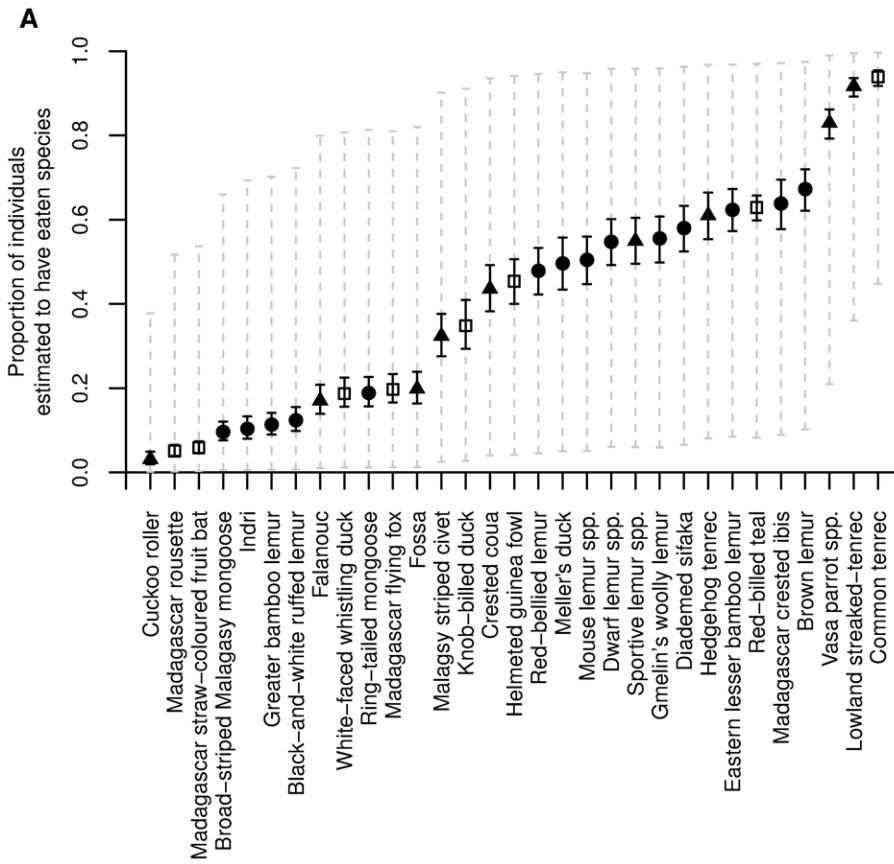 A
Proportion of individuals
estimated to have eaten species
1.0
0.8
0.6
0.4
0.2
0.0
Cuckoo roller
Madagascar rousette
Madagascar straw−coloured fruit bat
Broad−striped Malagasy mongoose
Indri
Greater bamboo lemur
Black−and−white ruffed lemur
Falanouc
White−faced whistling duck
Ring−tailed mongoose
Madagascar flying fox
Fossa
Malagsy striped civet
Knob−billed duck
Crested coua
Helmeted guinea fowl
Red−bellied lemur
Meller's duck
Mouse lemur spp.
Dwarf lemur spp.
Sportive lemur spp.
Gmelin's woolly lemur
Diademed sifaka
Hedgehog tenrec
Eastern lesser bamboo lemur
Red−billed teal
Madagascar crested ibis
Brown lemur
Vasa parrot spp.
Lowland streaked−tenrec
Common tenrec